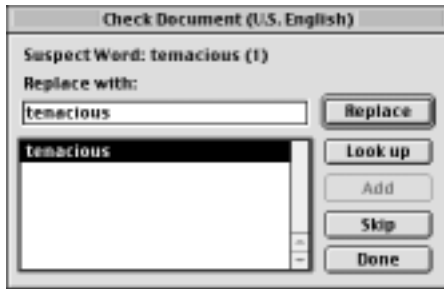 Check Document (U.S. English)
Suspect Word: temacious (1)
Replace with:
tenacious
Replace
tenacious
Look up
Add
Skip
Done